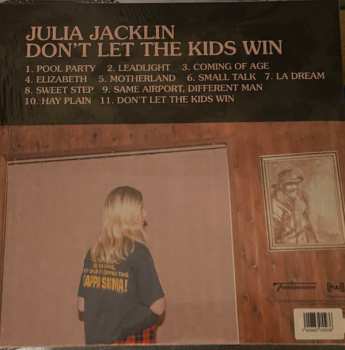 JULIA JACKLIN
DON'T LET THE KIDS WIN
1. POOL PARTY 2. LEADLIGHT 3. COMING OF AGE
4. ELIZABETH 5. MOTHERLAND 6. SMALL TALK 7. LA DREAM
8. SWEET STEP 9. SAME AIRPORT, DIFFERENT MAN
10. HAY PLAIN 11. DON'T LET THE KIDS WIN
KAPPA SIGMA!